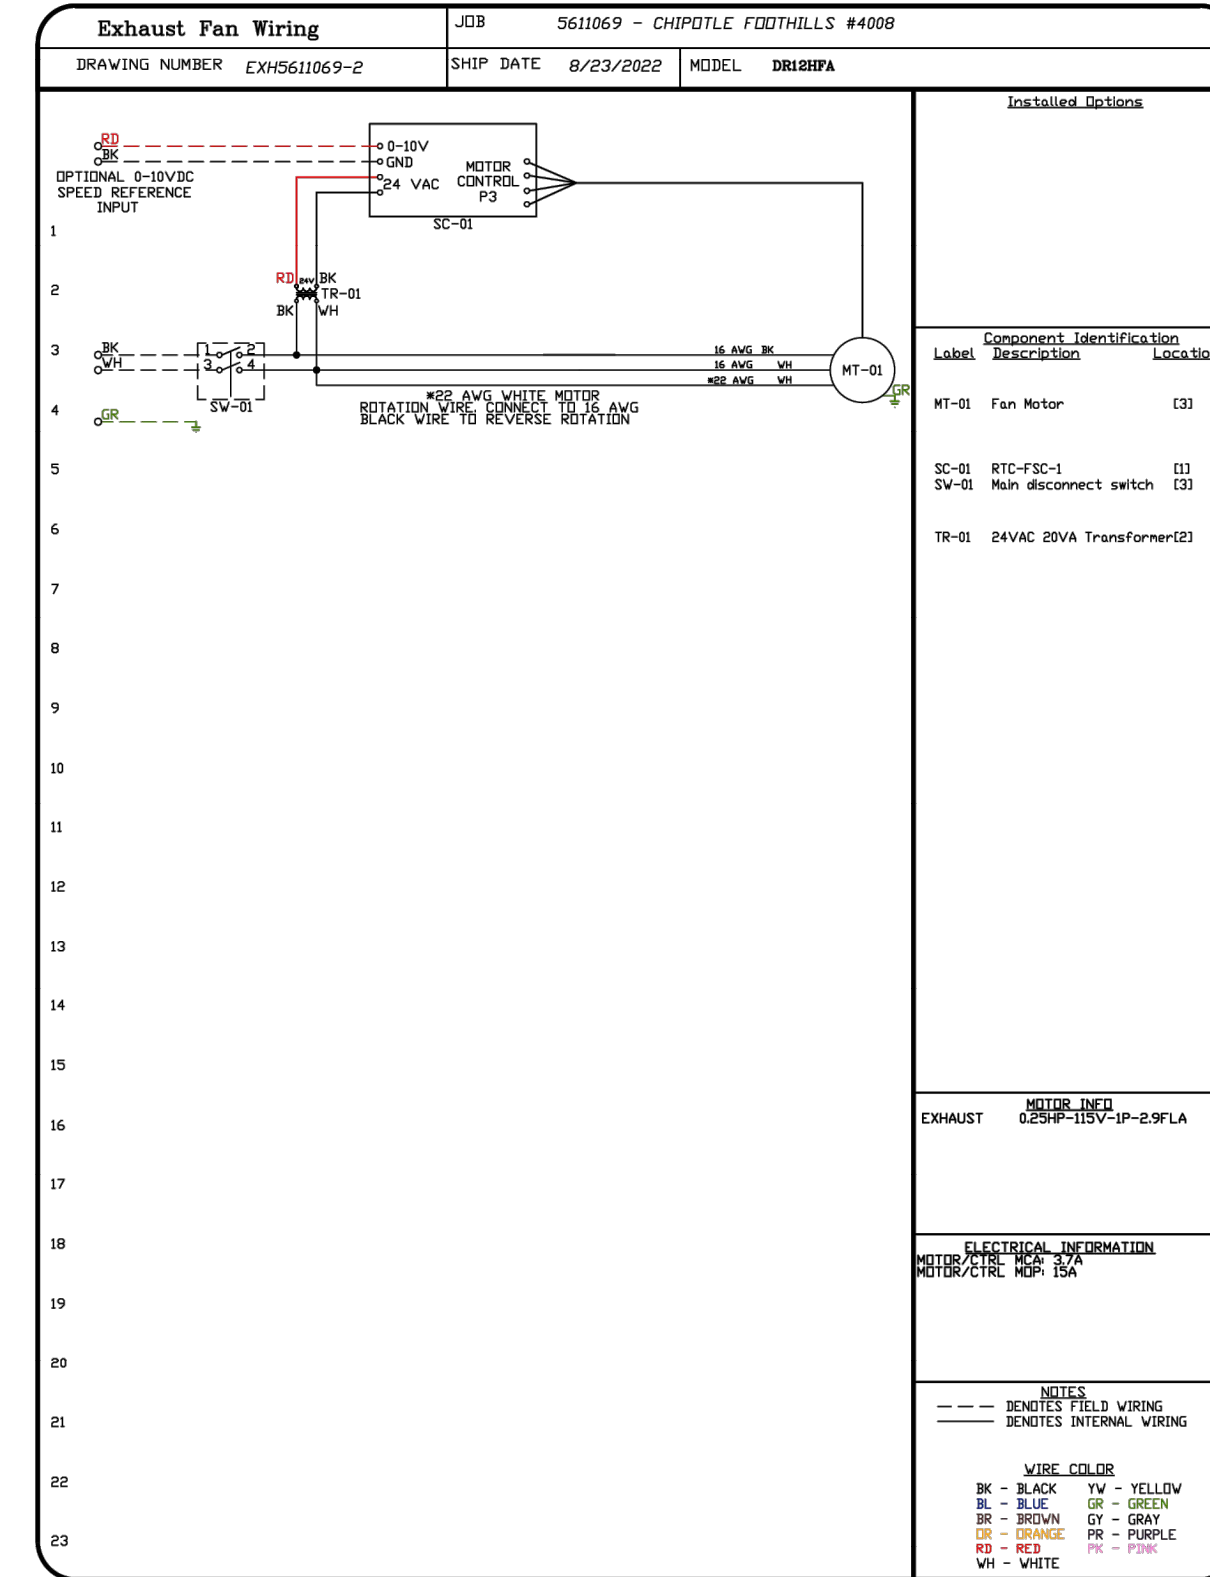 Exhaust Fan Wiring
JOB 5611069 - CHIPOTLE FOOTHILLS #4008
DRAWING NUMBER EXH5611069-2
SHIP DATE 8/23/2022
MODEL DR12HFA
Installed Options
RD
BK
OPTIONAL 0-10VDC
SPEED REFERENCE
INPUT
0-10V
GND
24 VAC
MOTOR
CONTROL
P3
SC-01
1
2
RD 24V BK
TR-01
BK WH
3
BK
WH
1 2
3 4
SW-01
16 AWG BK
16 AWG WH
*22 AWG WH
MT-01
GR
*22 AWG WHITE MOTOR
ROTATION WIRE. CONNECT TO 16 AWG
BLACK WIRE TO REVERSE ROTATION
4
GR
5
6
7
8
9
10
11
12
13
14
15
16
17
18
19
20
21
22
23
Component Identification
Label Description Locatio
MT-01 Fan Motor [3]
SC-01 RTC-FSC-1 [1]
SW-01 Main disconnect switch [3]
TR-01 24VAC 20VA Transformer[2]
MOTOR INFO
EXHAUST 0.25HP-115V-1P-2.9FLA
ELECTRICAL INFORMATION
MOTOR/CTRL MCA: 3.7A
MOTOR/CTRL MOP: 15A
NOTES
DENOTES FIELD WIRING
DENOTES INTERNAL WIRING
WIRE COLOR
BK - BLACK YW - YELLOW
BL - BLUE GR - GREEN
BR - BROWN GY - GRAY
OR - ORANGE PR - PURPLE
RD - RED PK - PINK
WH - WHITE